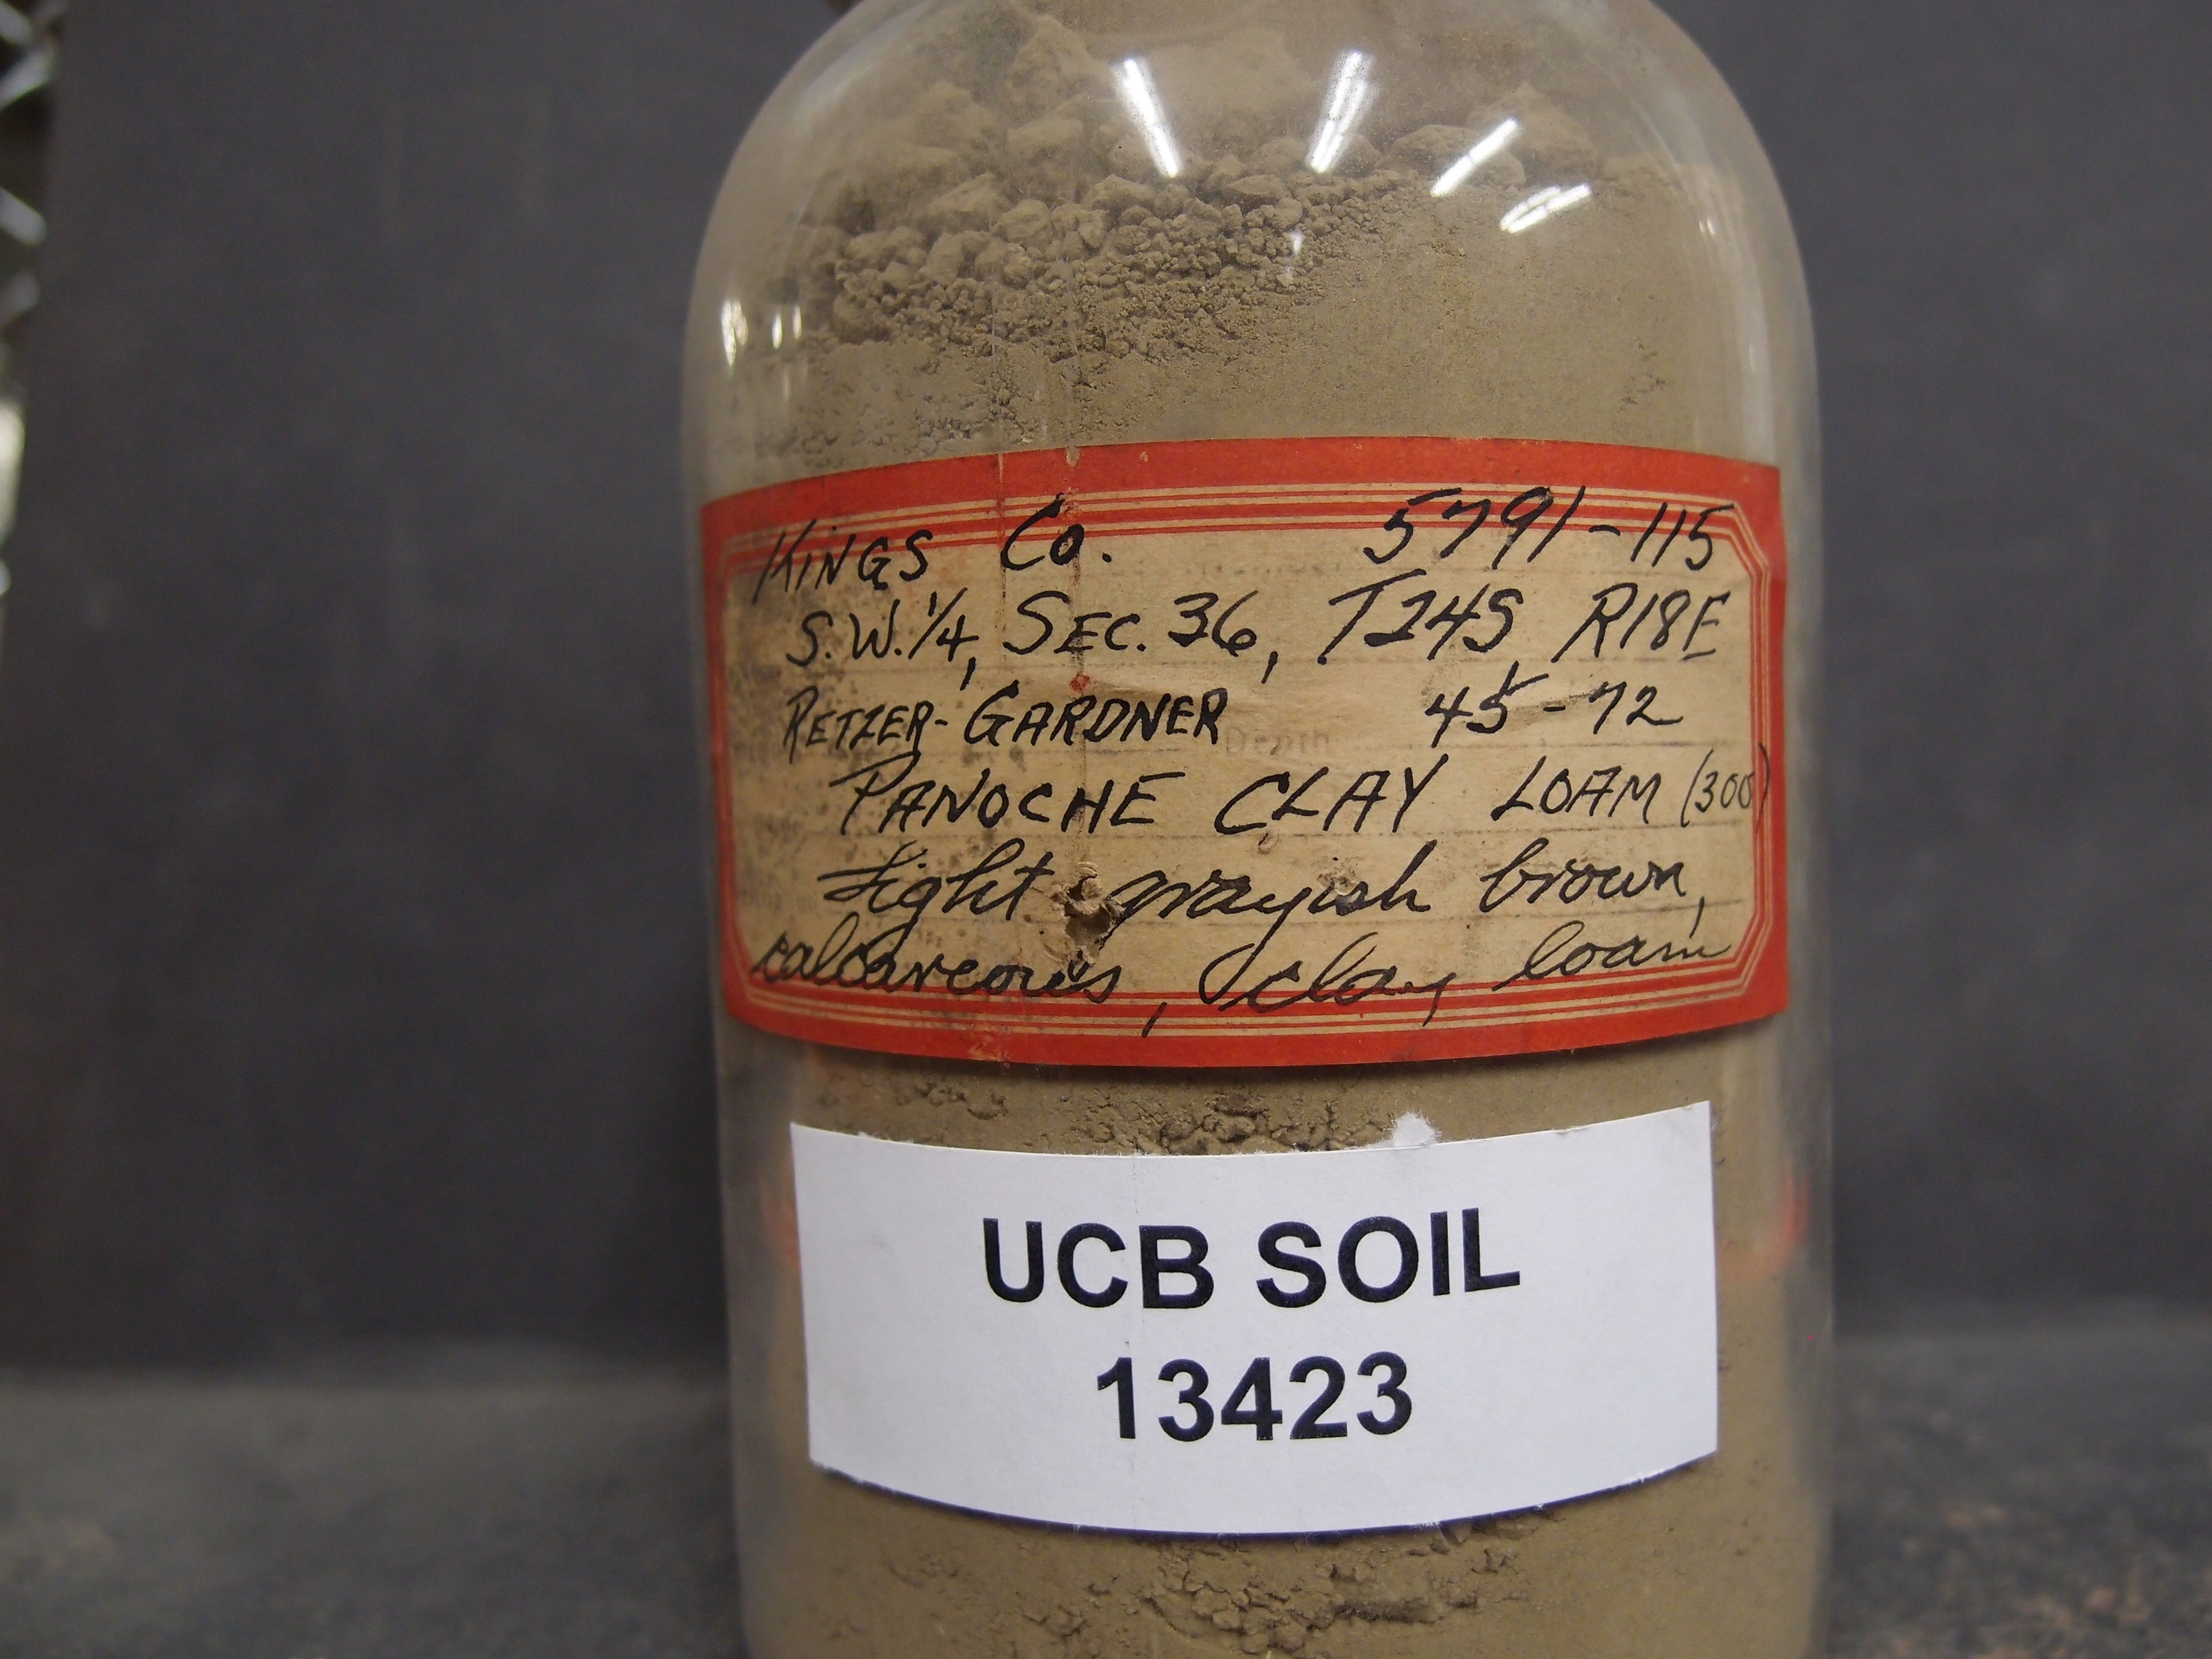 KINGS Co. 5791-115
S.W.1/4, SEC. 36, T24S, R18E
RETZER-GARDNER 45-72
Depth
PANOCHE CLAY LOAM (300)
Light grayish brown,
calcareous, clay loam
UCB SOIL
13423